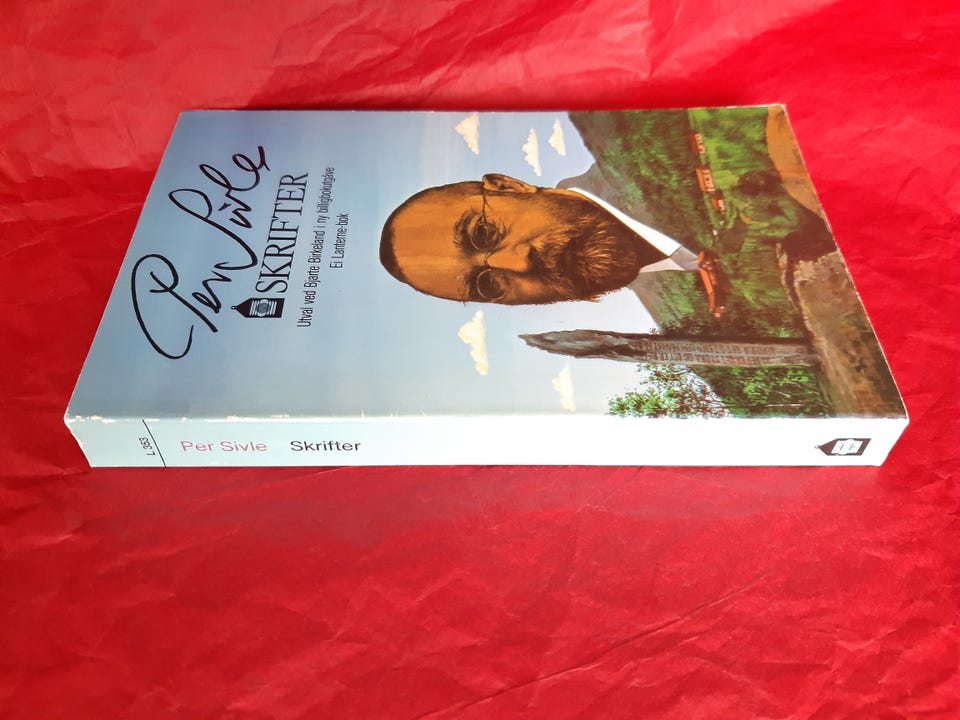 Per Sivle
SKRIFTER
Utval ved Bjarte Birkeland i ny billigbokutgåve
Ei Lanterne-bok
L 353
Per Sivle Skrifter